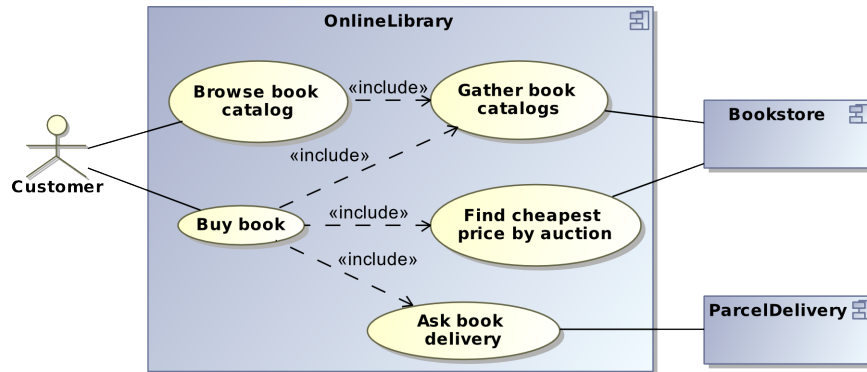 OnlineLibrary
Browse book
catalog
«include»
Gather book
catalogs
Bookstore
«include»
Customer
Buy book
«include»
Find cheapest
price by auction
«include»
Ask book
delivery
ParcelDelivery